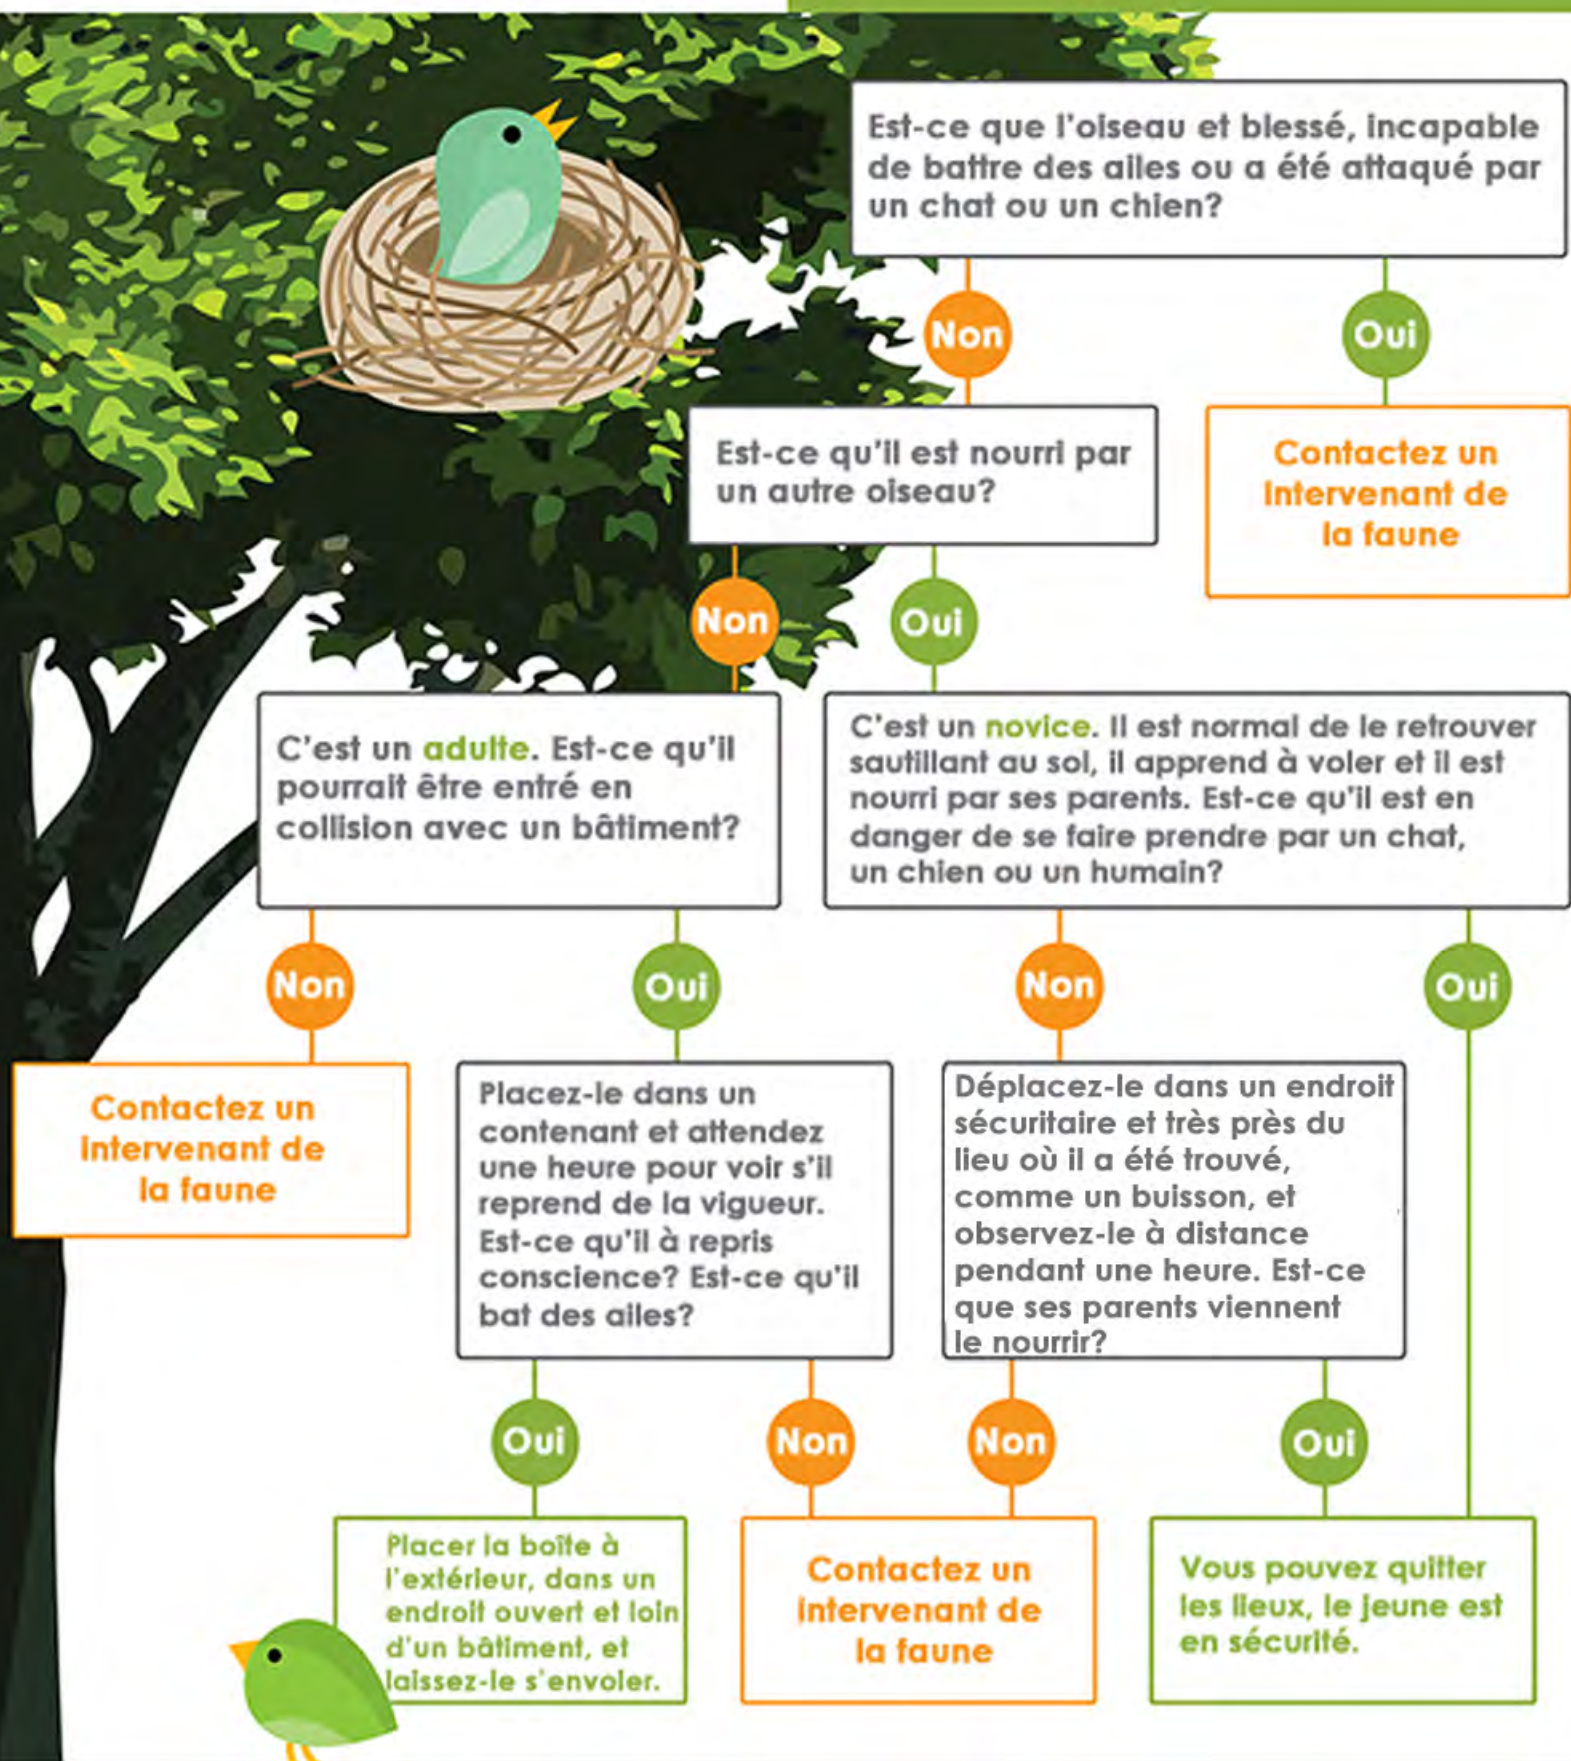 Est-ce que l'oiseau et blessé, incapable
de battre des ailes ou a été attaqué par
un chat ou un chien?
Non
Oui
Est-ce qu'il est nourri par
un autre oiseau?
Contactez un
intervenant de
la faune
Non
Oui
C'est un adulte. Est-ce qu'il
pourrait être entré en
collision avec un bâtiment?
C'est un novice. Il est normal de le retrouver
sautillant au sol, il apprend à voler et il est
nourri par ses parents. Est-ce qu'il est en
danger de se faire prendre par un chat,
un chien ou un humain?
Non
Oui
Non
Oui
Contactez un
intervenant de
la faune
Placez-le dans un
contenant et attendez
une heure pour voir s'il
reprend de la vigueur.
Est-ce qu'il à repris
conscience? Est-ce qu'il
bat des ailes?
Déplacez-le dans un endroit
sécuritaire et très près du
lieu où il a été trouvé,
comme un buisson, et
observez-le à distance
pendant une heure. Est-ce
que ses parents viennent
le nourrir?
Oui
Non
Non
Oui
Placer la boîte à
l'extérieur, dans un
endroit ouvert et loin
d'un bâtiment, et
laissez-le s'envoler.
Contactez un
intervenant de
la faune
Vous pouvez quitter
les lieux, le jeune est
en sécurité.